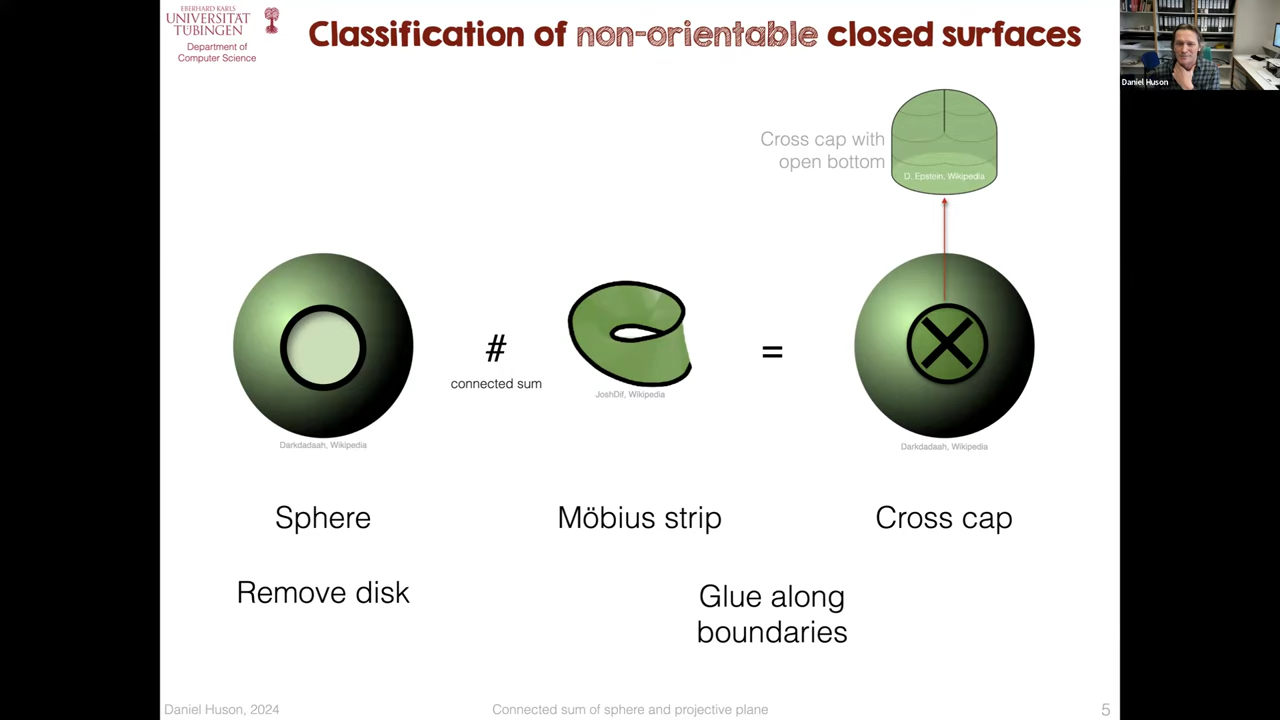 EBERHARD KARLS
UNIVERSITÄT
TÜBINGEN
Department of
Computer Science
Classification of non-orientable closed surfaces
Daniel Huson
Cross cap with
open bottom
D. Epstein, Wikipedia
#
connected sum
=
JoshDif, Wikipedia
Darkdadaah, Wikipedia
Darkdadaah, Wikipedia
Sphere
Möbius strip
Cross cap
Remove disk
Glue along
boundaries
Daniel Huson, 2024
Connected sum of sphere and projective plane
5